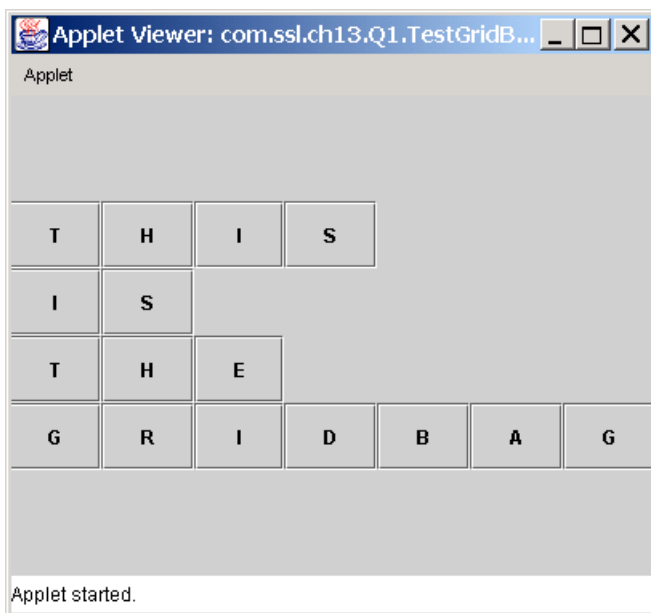 Applet Viewer: com.ssl.ch13.Q1.TestGridB...
Applet
T H I S
I S
T H E
G R I D B A G
Applet started.